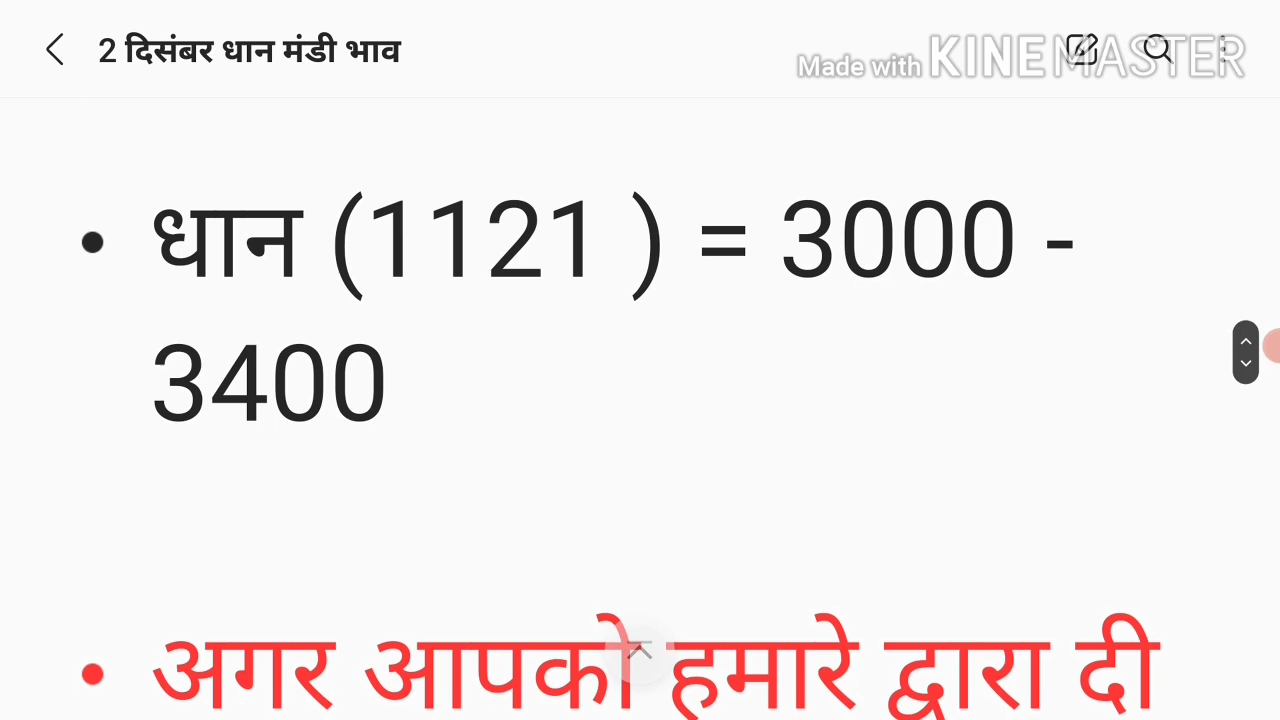 2 दिसंबर धान मंडी भाव
Made with KINEMASTER
• धान (1121 ) = 3000 -
3400
• अगर आपको हमारे द्वारा दी